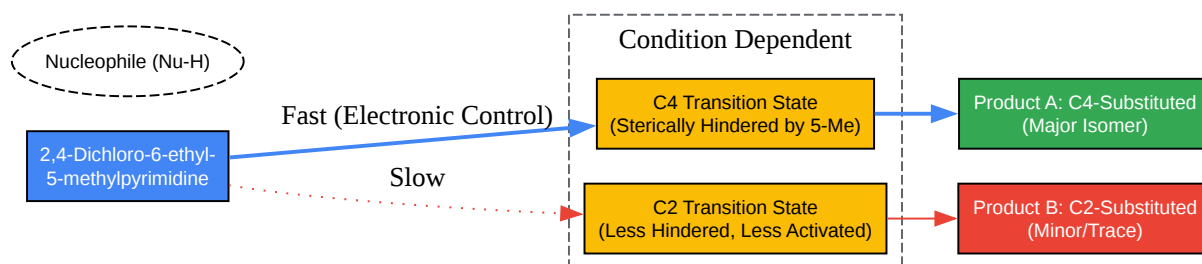 Nucleophile (Nu-H)
2,4-Dichloro-6-ethyl-
5-methylpyrimidine
Fast (Electronic Control)
Slow
Condition Dependent
C4 Transition State
(Sterically Hindered by 5-Me)
C2 Transition State
(Less Hindered, Less Activated)
Product A: C4-Substituted
(Major Isomer)
Product B: C2-Substituted
(Minor/Trace)